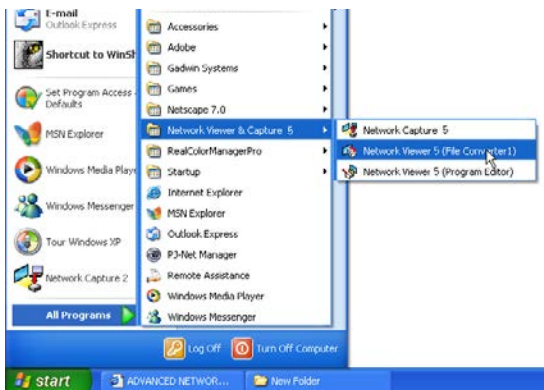 E-mail
Outlook Express
Shortcut to WinSh
Set Program Access
Defaults
MSN Explorer
Windows Media Playe
Windows Messenger
Tour Windows XP
Network Capture 2
All Programs
Accessories
Adobe
Gadwin Systems
Games
Netscape 7.0
Network Viewer & Capture 5
RealColorManagerPro
Startup
Internet Explorer
MSN Explorer
Outlook Express
PJ-Net Manager
Remote Assistance
Windows Media Player
Windows Messenger
Network Capture 5
Network Viewer 5 (File Converter1)
Network Viewer 5 (Program Editor)
Log Off
Turn Off Computer
start
ADVANCED NETWOR...
New Folder